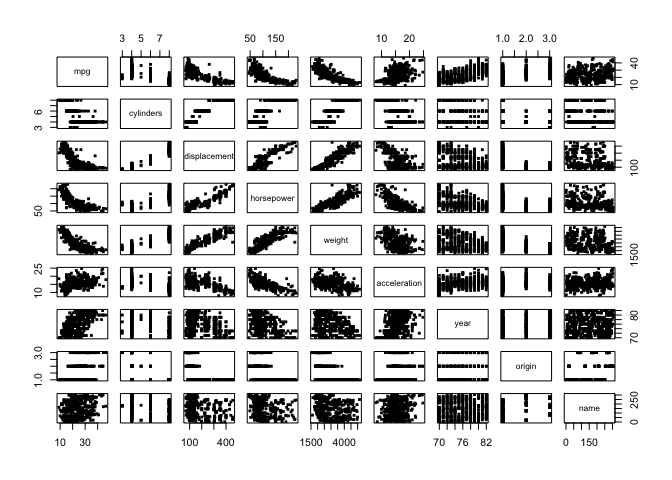 3 5 7 50 150 10 20 1.0 2.0 3.0
mpg 10 40
3 6 cylinders
displacement 100
50 horsepower
weight 1500
10 25 acceleration
year 70 80
1.0 3.0 origin
name 0 150
10 30 100 400 1500 4000 70 76 82 0 150